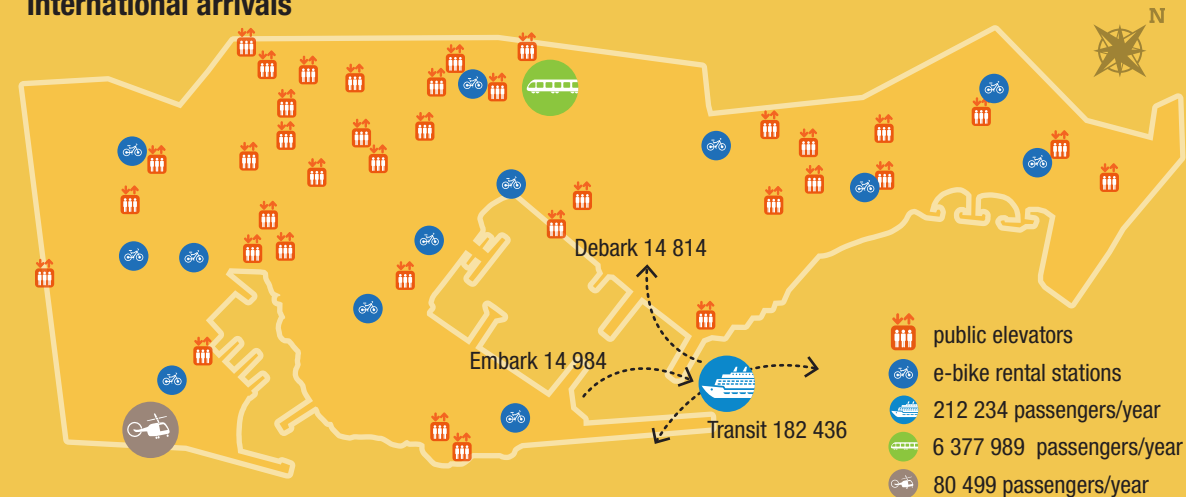 International arrivals
N
Debark 14 814
Embark 14 984
Transit 182 436
public elevators
e-bike rental stations
212 234 passengers/year
6 377 989 passengers/year
80 499 passengers/year